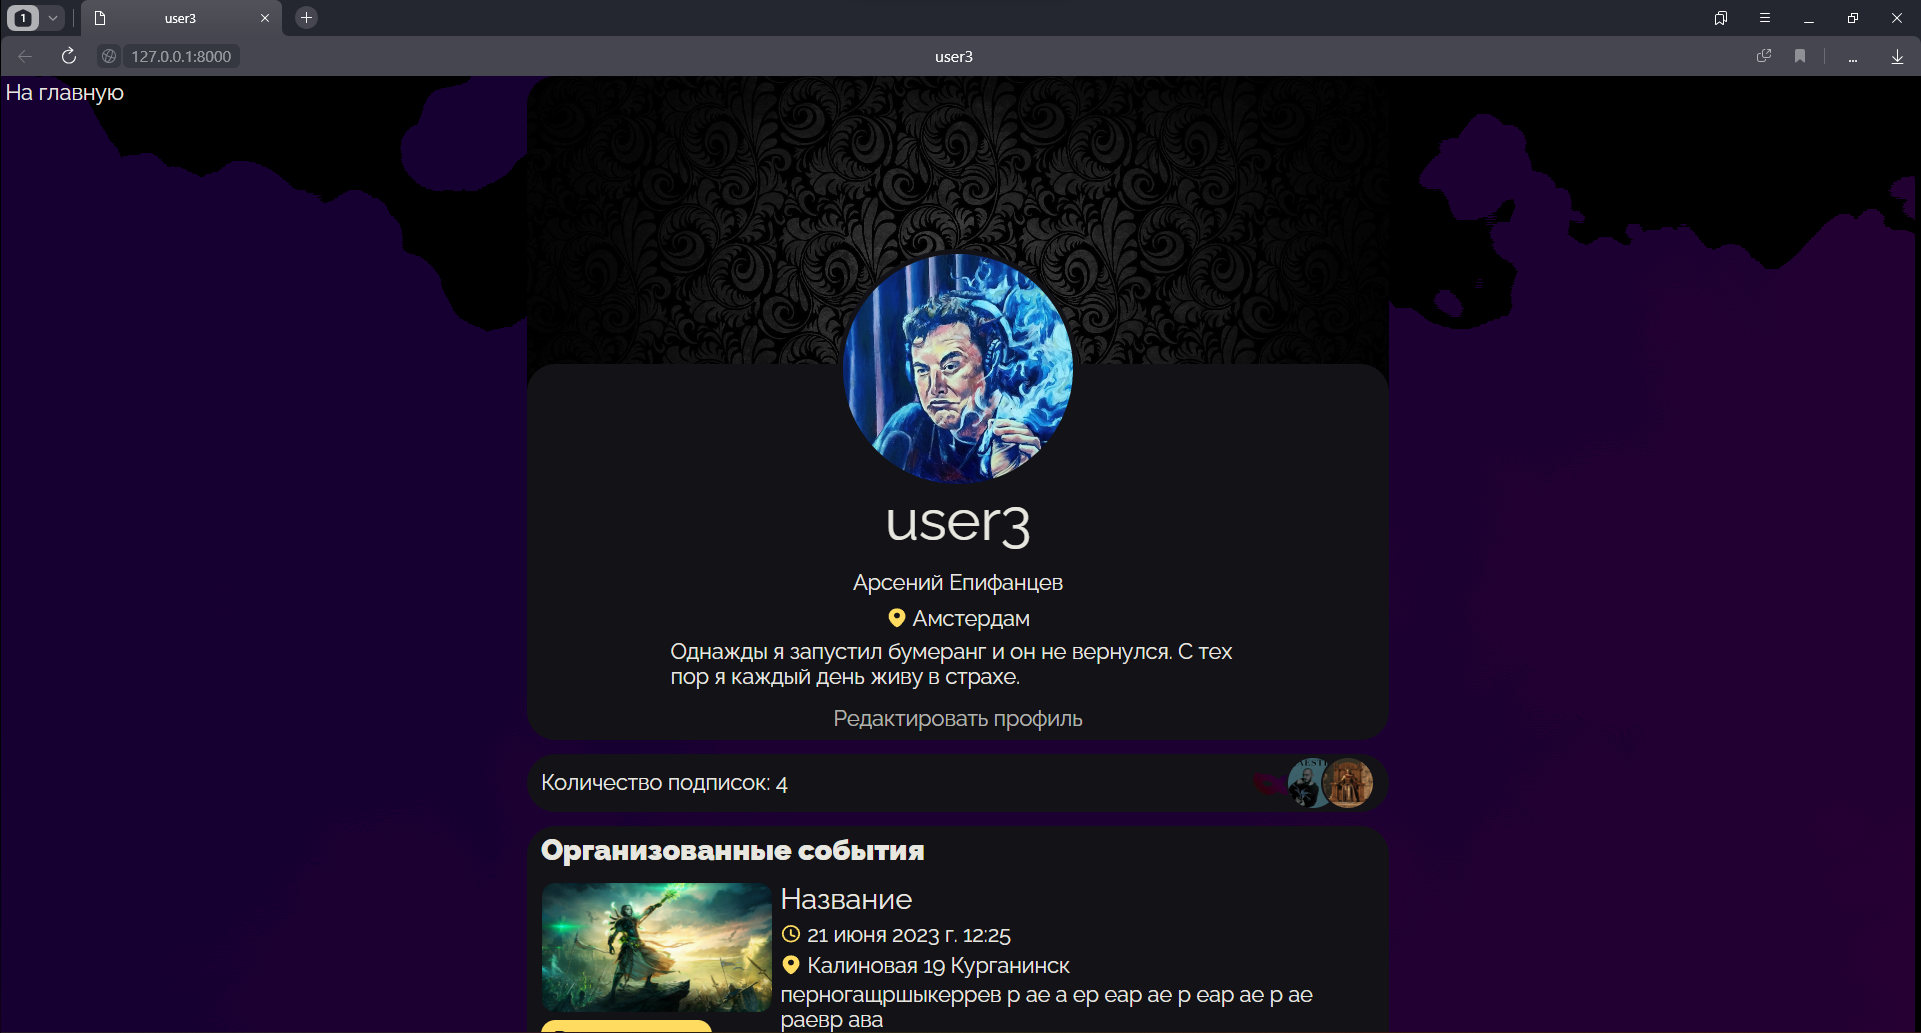 1
user3
127.0.0.1:8000
user3
На главную
user3
Арсений Епифанцев
Амстердам
Однажды я запустил бумеранг и он не вернулся. С тех
пор я каждый день живу в страхе.
Редактировать профиль
Количество подписок: 4
Организованные события
Название
21 июня 2023 г. 12:25
Калиновая 19 Курганинск
перногащршыкеррев р ае а ер еар ае р еар ае р ае
раевр ава